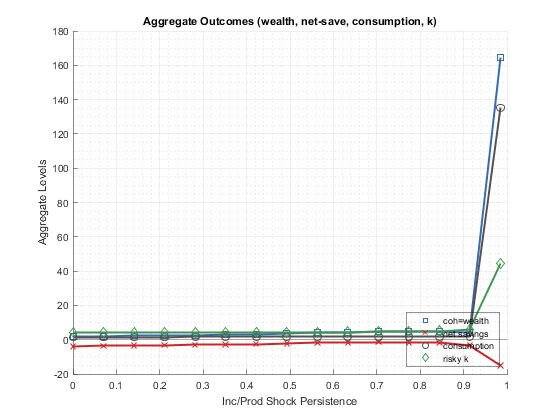 Aggregate Outcomes (wealth, net-save, consumption, k)
180
160
140
120
100
80
60
40
20
0
-20
Aggregate Levels
coh=wealth
net savings
consumption
risky k
0 0.1 0.2 0.3 0.4 0.5 0.6 0.7 0.8 0.9 1
Inc/Prod Shock Persistence